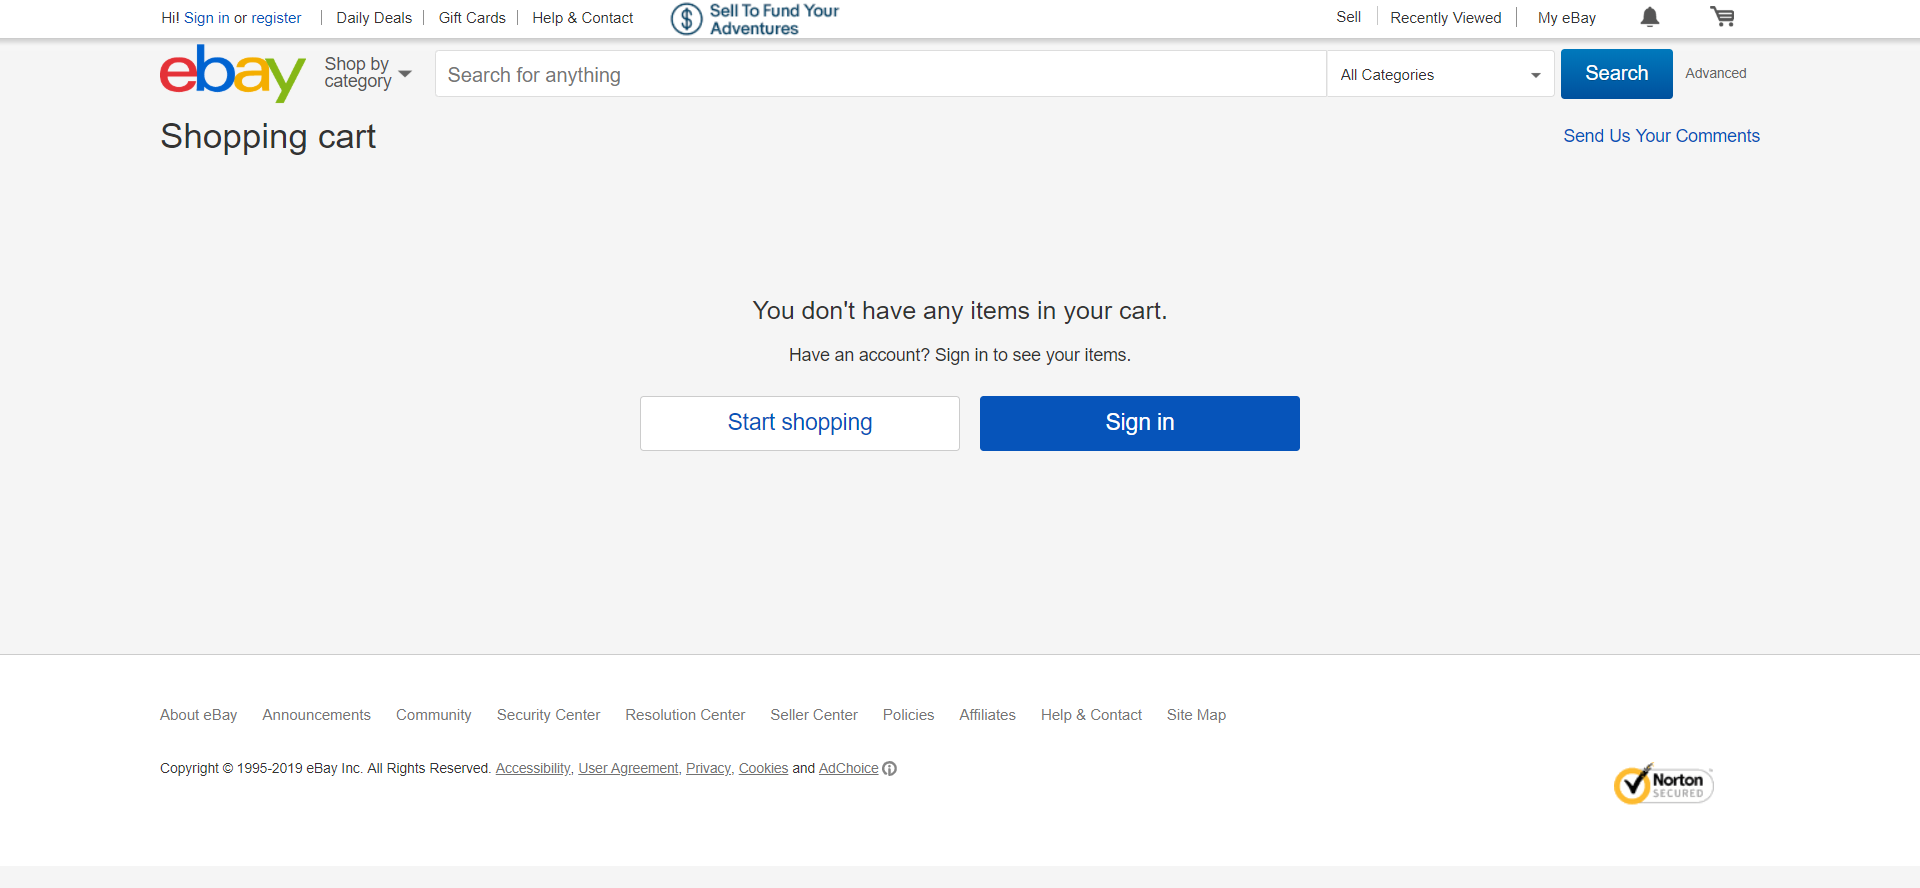 Hi! Sign in or register
Daily Deals
Gift Cards
Help & Contact
Sell To Fund Your
Adventures
Sell
Recently Viewed
My eBay
ebay
Shop by
category
Search for anything
All Categories
Search
Advanced
Shopping cart
Send Us Your Comments
You don't have any items in your cart.
Have an account? Sign in to see your items.
Start shopping
Sign in
About eBay
Announcements
Community
Security Center
Resolution Center
Seller Center
Policies
Affiliates
Help & Contact
Site Map
Copyright © 1995-2019 eBay Inc. All Rights Reserved. Accessibility, User Agreement, Privacy, Cookies and AdChoice
Norton
SECURED